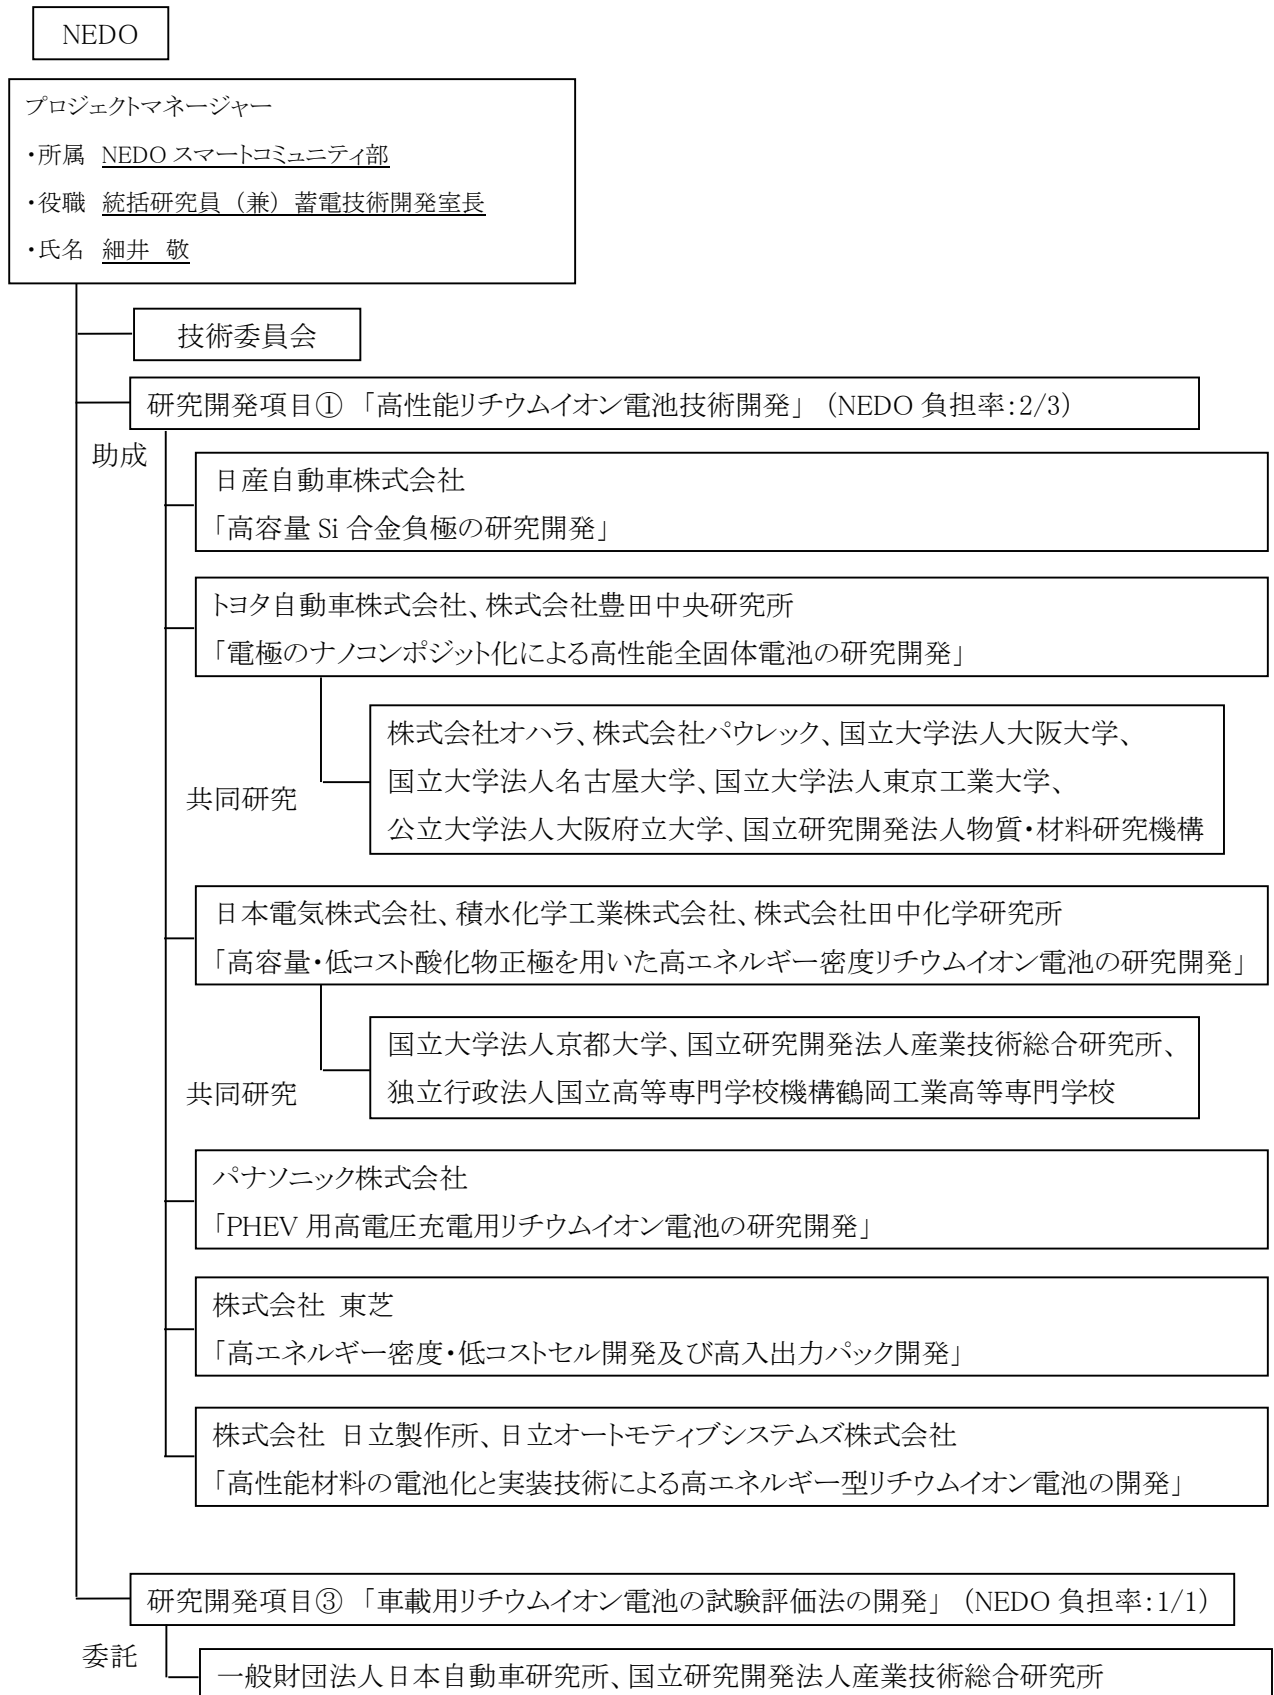 NEDO
プロジェクトマネージャー
・所属 NEDO スマートコミュニティ部
・役職 統括研究員（兼）蓄電技術開発室長
・氏名 細井 敬
技術委員会
研究開発項目① 「高性能リチウムイオン電池技術開発」（NEDO 負担率：2/3）
助成
日産自動車株式会社
「高容量 Si 合金負極の研究開発」
トヨタ自動車株式会社、株式会社豊田中央研究所
「電極のナノコンポジット化による高性能全固体電池の研究開発」
共同研究
株式会社オハラ、株式会社パウレック、国立大学法人大阪大学、
国立大学法人名古屋大学、国立大学法人東京工業大学、
公立大学法人大阪府立大学、国立研究開発法人物質・材料研究機構
日本電気株式会社、積水化学工業株式会社、株式会社田中化学研究所
「高容量・低コスト酸化物正極を用いた高エネルギー密度リチウムイオン電池の研究開発」
共同研究
国立大学法人京都大学、国立研究開発法人産業技術総合研究所、
独立行政法人国立高等専門学校機構鶴岡工業高等専門学校
パナソニック株式会社
「PHEV 用高電圧充電用リチウムイオン電池の研究開発」
株式会社 東芝
「高エネルギー密度・低コストセル開発及び高入出力パック開発」
株式会社 日立製作所、日立オートモティブシステムズ株式会社
「高性能材料の電池化と実装技術による高エネルギー型リチウムイオン電池の開発」
研究開発項目③ 「車載用リチウムイオン電池の試験評価法の開発」（NEDO 負担率：1/1）
委託
一般財団法人日本自動車研究所、国立研究開発法人産業技術総合研究所